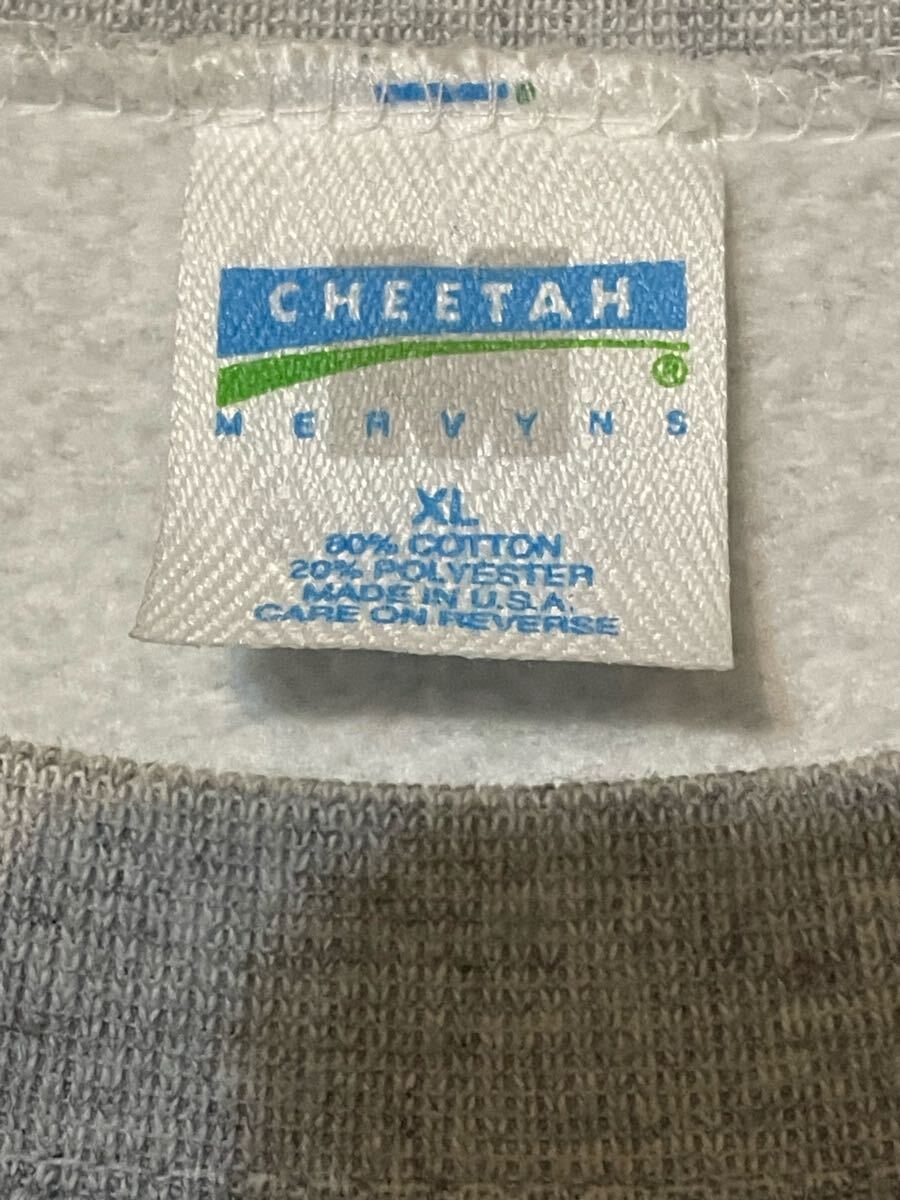 CHEETAH
®
MERVYNS
XL
80% COTTON
20% POLYESTER
MADE IN U.S.A.
CARE ON REVERSE